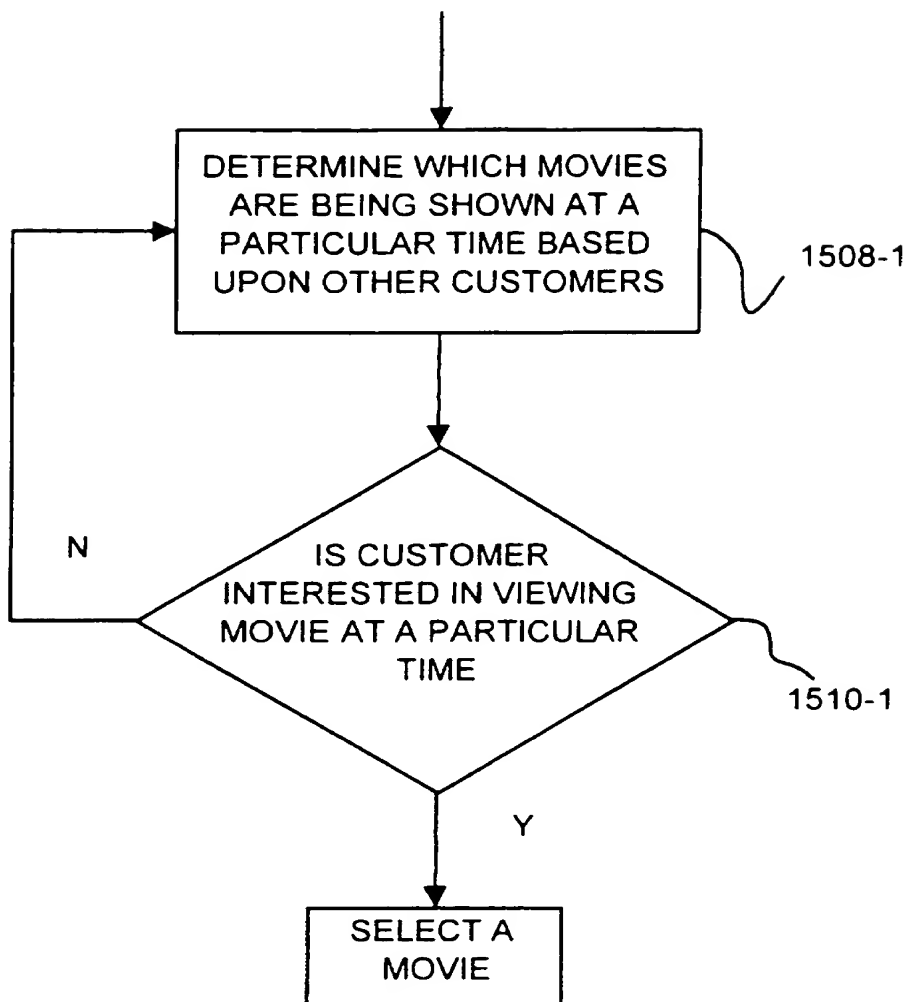 DETERMINE WHICH MOVIES
ARE BEING SHOWN AT A
PARTICULAR TIME BASED
UPON OTHER CUSTOMERS
1508-1
N
IS CUSTOMER
INTERESTED IN VIEWING
MOVIE AT A PARTICULAR
TIME
1510-1
Y
SELECT A
MOVIE